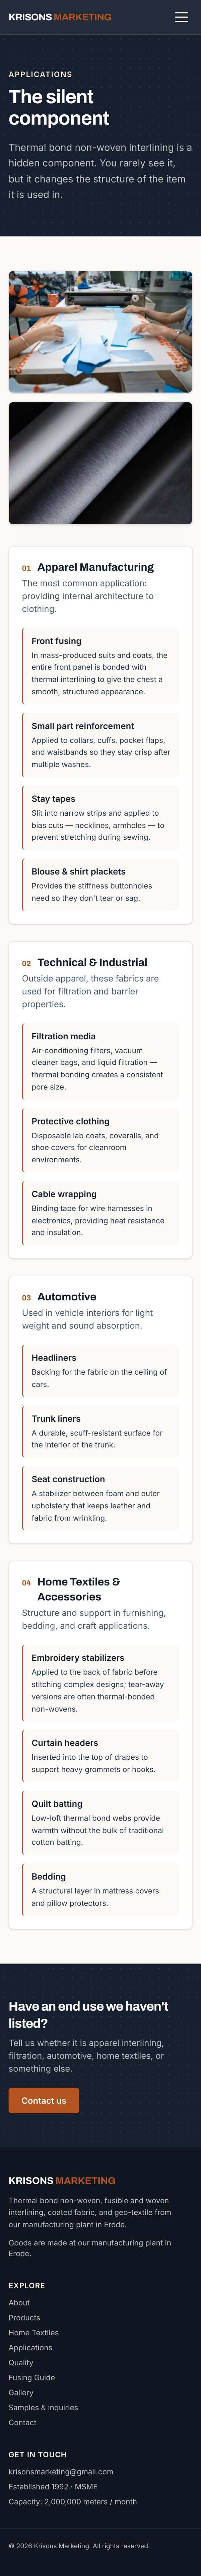 KRISONS MARKETING
APPLICATIONS
The silent
component
Thermal bond non-woven interlining is a
hidden component. You rarely see it,
but it changes the structure of the item
it is used in.
01 Apparel Manufacturing
The most common application:
providing internal architecture to
clothing.
Front fusing
In mass-produced suits and coats, the
entire front panel is bonded with
thermal interlining to give the chest a
smooth, structured appearance.
Small part reinforcement
Applied to collars, cuffs, pocket flaps,
and waistbands so they stay crisp after
multiple washes.
Stay tapes
Slit into narrow strips and applied to
bias cuts — necklines, armholes — to
prevent stretching during sewing.
Blouse & shirt plackets
Provides the stiffness buttonholes
need so they don't tear or sag.
02 Technical & Industrial
Outside apparel, these fabrics are
used for filtration and barrier
properties.
Filtration media
Air-conditioning filters, vacuum
cleaner bags, and liquid filtration —
thermal bonding creates a consistent
pore size.
Protective clothing
Disposable lab coats, coveralls, and
shoe covers for cleanroom
environments.
Cable wrapping
Binding tape for wire harnesses in
electronics, providing heat resistance
and insulation.
03 Automotive
Used in vehicle interiors for light
weight and sound absorption.
Headliners
Backing for the fabric on the ceiling of
cars.
Trunk liners
A durable, scuff-resistant surface for
the interior of the trunk.
Seat construction
A stabilizer between foam and outer
upholstery that keeps leather and
fabric from wrinkling.
04 Home Textiles &
Accessories
Structure and support in furnishing,
bedding, and craft applications.
Embroidery stabilizers
Applied to the back of fabric before
stitching complex designs; tear-away
versions are often thermal-bonded
non-wovens.
Curtain headers
Inserted into the top of drapes to
support heavy grommets or hooks.
Quilt batting
Low-loft thermal bond webs provide
warmth without the bulk of traditional
cotton batting.
Bedding
A structural layer in mattress covers
and pillow protectors.
Have an end use we haven't
listed?
Tell us whether it is apparel interlining,
filtration, automotive, home textiles, or
something else.
Contact us
KRISONS MARKETING
Thermal bond non-woven, fusible and woven
interlining, coated fabric, and geo-textile from
our manufacturing plant in Erode.
Goods are made at our manufacturing plant in
Erode.
EXPLORE
About
Products
Home Textiles
Applications
Quality
Fusing Guide
Gallery
Samples & inquiries
Contact
GET IN TOUCH
krisonsmarketing@gmail.com
Established 1992 · MSME
Capacity: 2,000,000 meters / month
© 2026 Krisons Marketing. All rights reserved.